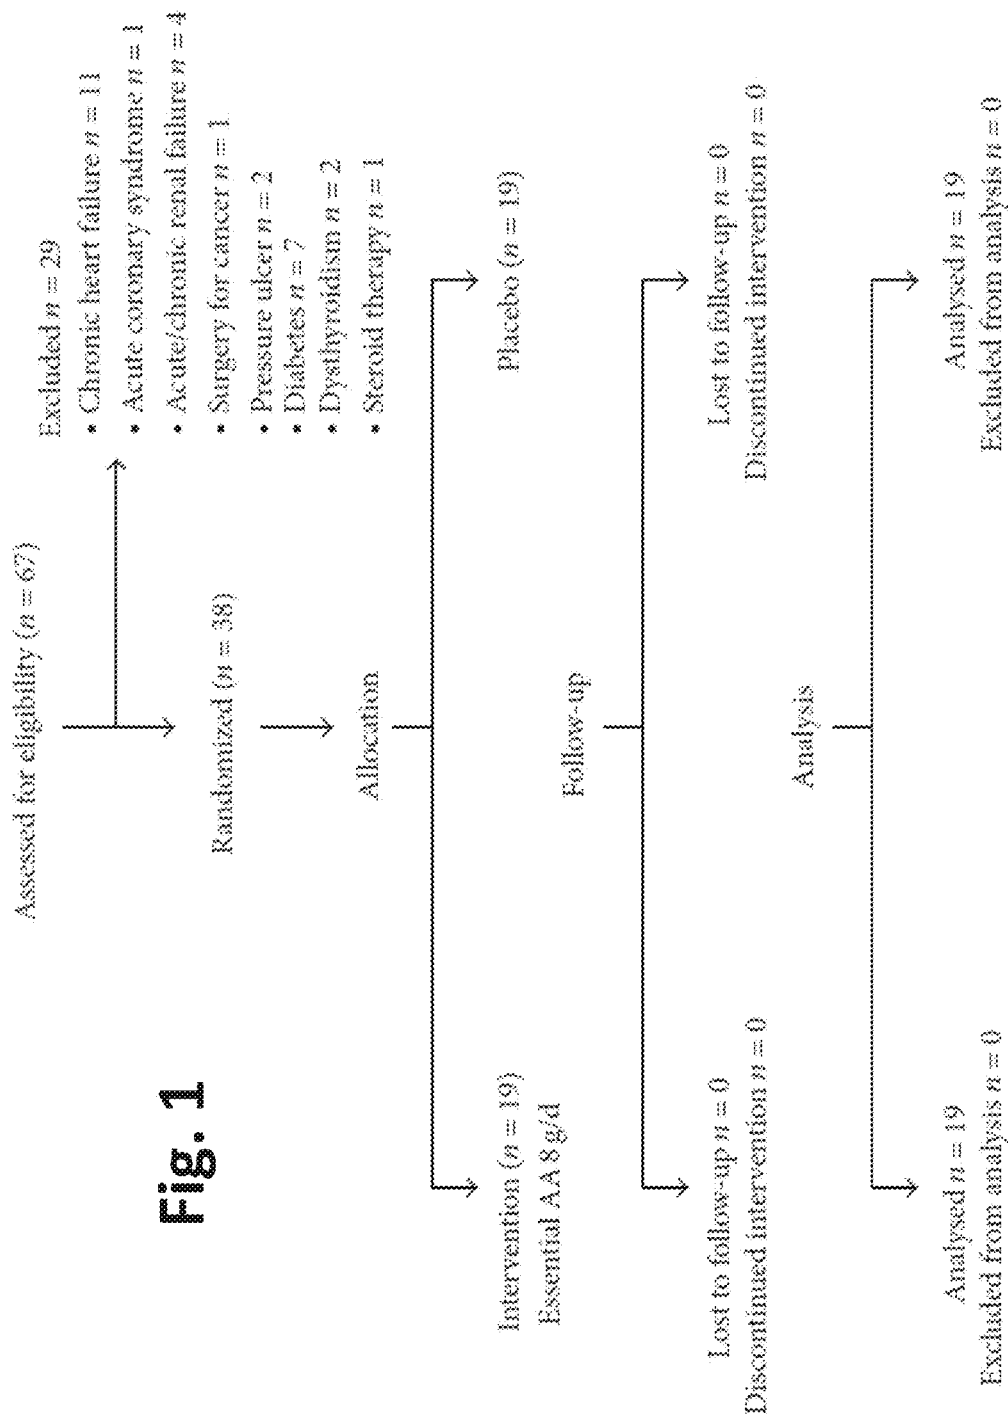 Fig. 1
Assessed for eligibility (n = 67)
Excluded n = 29
• Chronic heart failure n = 11
• Acute coronary syndrome n = 1
• Acute/chronic renal failure n = 4
• Surgery for cancer n = 1
• Pressure ulcer n = 2
• Diabetes n = 7
• Dysthyroidism n = 2
• Steroid therapy n = 1
Randomized (n = 38)
Allocation
Intervention (n = 19)
Essential AA 8 g/d
Placebo (n = 19)
Follow-up
Lost to follow-up n = 0
Discontinued intervention n = 0
Lost to follow-up n = 0
Discontinued intervention n = 0
Analysis
Analysed n = 19
Excluded from analysis n = 0
Analysed n = 19
Excluded from analysis n = 0